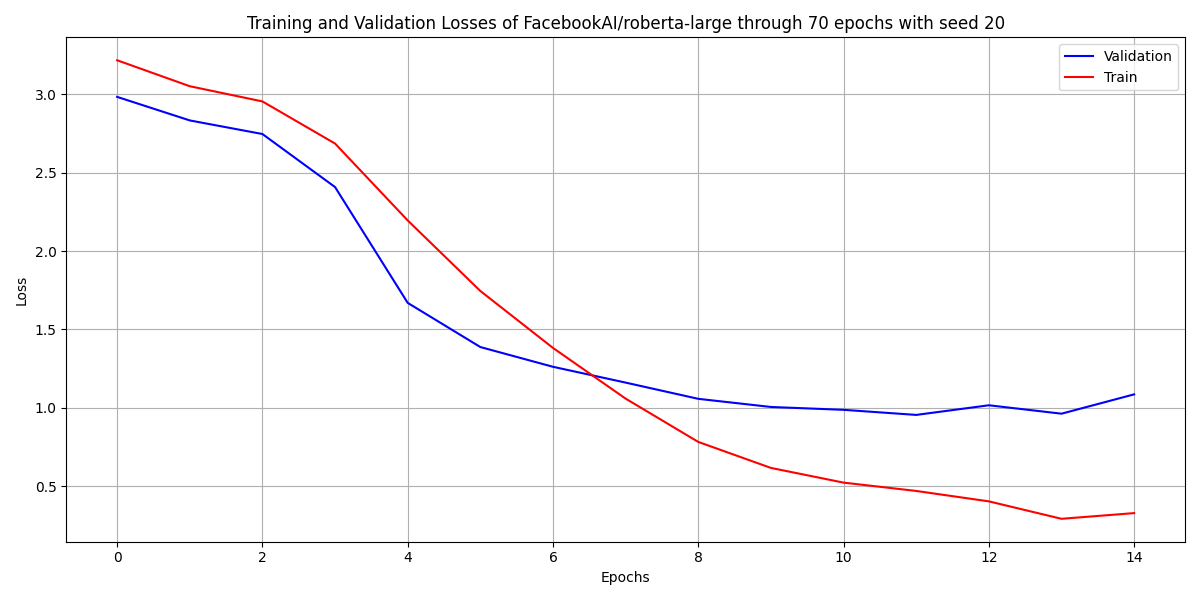 Training and Validation Losses of FacebookAI/roberta-large through 70 epochs with seed 20
Validation
Train
3.0
2.5
2.0
1.5
1.0
0.5
Loss
0 2 4 6 8 10 12 14
Epochs